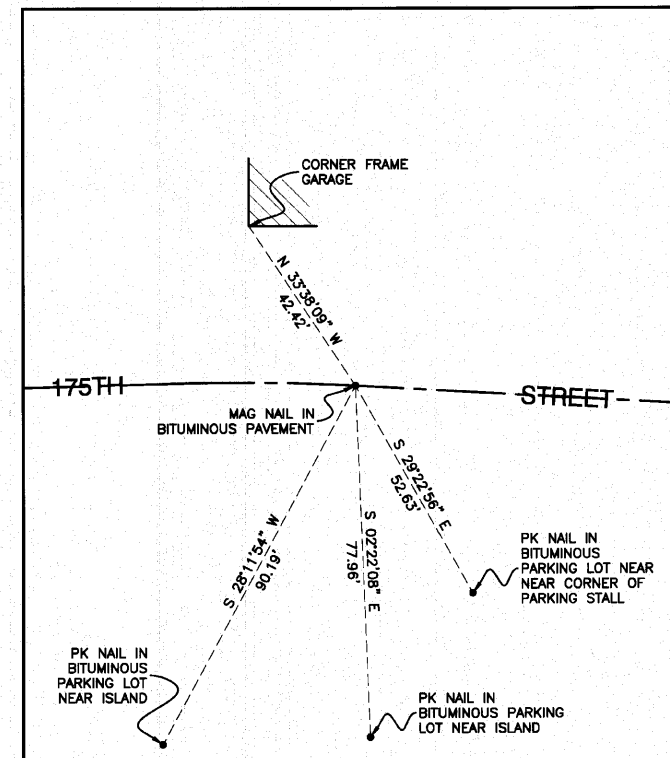 CORNER FRAME
GARAGE
N 33°38'09" W
42.42'
175TH
STREET
MAG NAIL IN
BITUMINOUS PAVEMENT
S 29°22'56" E
52.63'
S 28°11'54" W
90.19'
S 02°22'08" E
77.96'
PK NAIL IN
BITUMINOUS
PARKING LOT NEAR
NEAR CORNER OF
PARKING STALL
PK NAIL IN
BITUMINOUS
PARKING LOT
NEAR ISLAND
PK NAIL IN
BITUMINOUS PARKING
LOT NEAR ISLAND